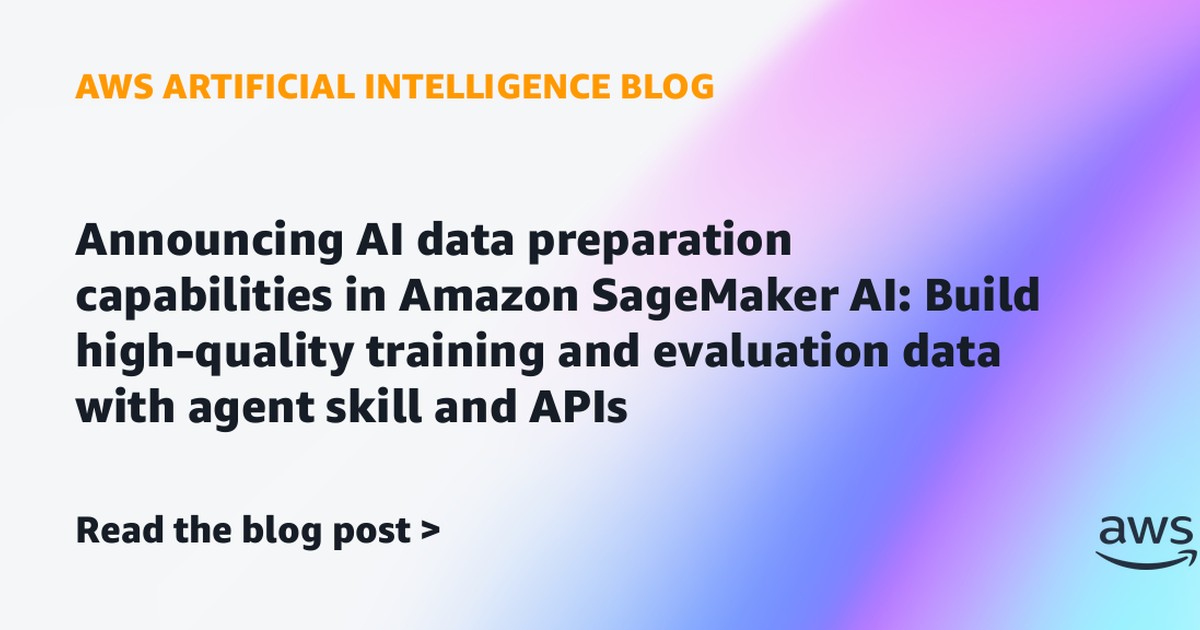 AWS ARTIFICIAL INTELLIGENCE BLOG
Announcing AI data preparation
capabilities in Amazon SageMaker AI: Build
high-quality training and evaluation data
with agent skill and APIs
Read the blog post >
aws